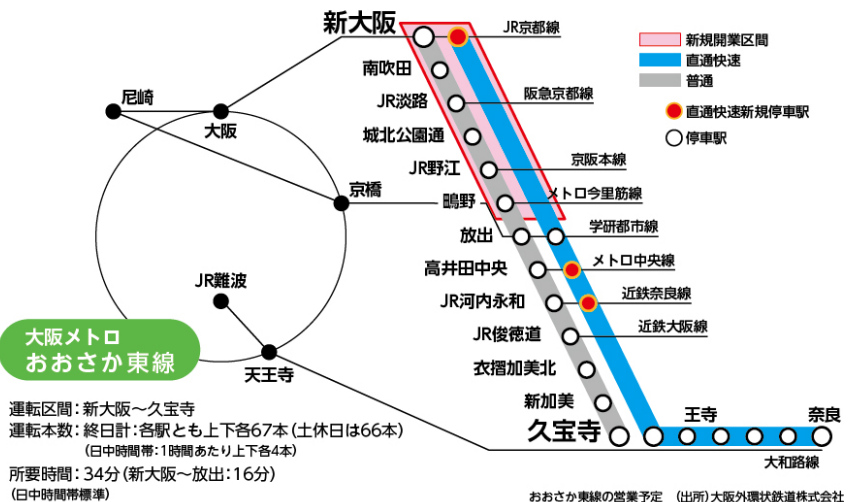 新大阪
JR京都線
南吹田
JR淡路
阪急京都線
城北公園通
JR野江
京阪本線
鴫野
メトロ今里筋線
放出
学研都市線
高井田中央
メトロ中央線
JR河内永和
近鉄奈良線
JR俊徳道
近鉄大阪線
衣摺加美北
新加美
久宝寺
王寺
奈良
大和路線
尼崎
大阪
京橋
JR難波
天王寺
新規開業区間
直通快速
普通
直通快速新規停車駅
停車駅
大阪メトロ
おおさか東線
運転区間：新大阪～久宝寺
運転本数：終日計：各駅とも上下各67本（土休日は66本）
（日中時間帯：1時間あたり上下各4本）
所要時間：34分（新大阪～放出：16分）
（日中時間帯標準）
おおさか東線の営業予定　（出所）大阪外環状鉄道株式会社